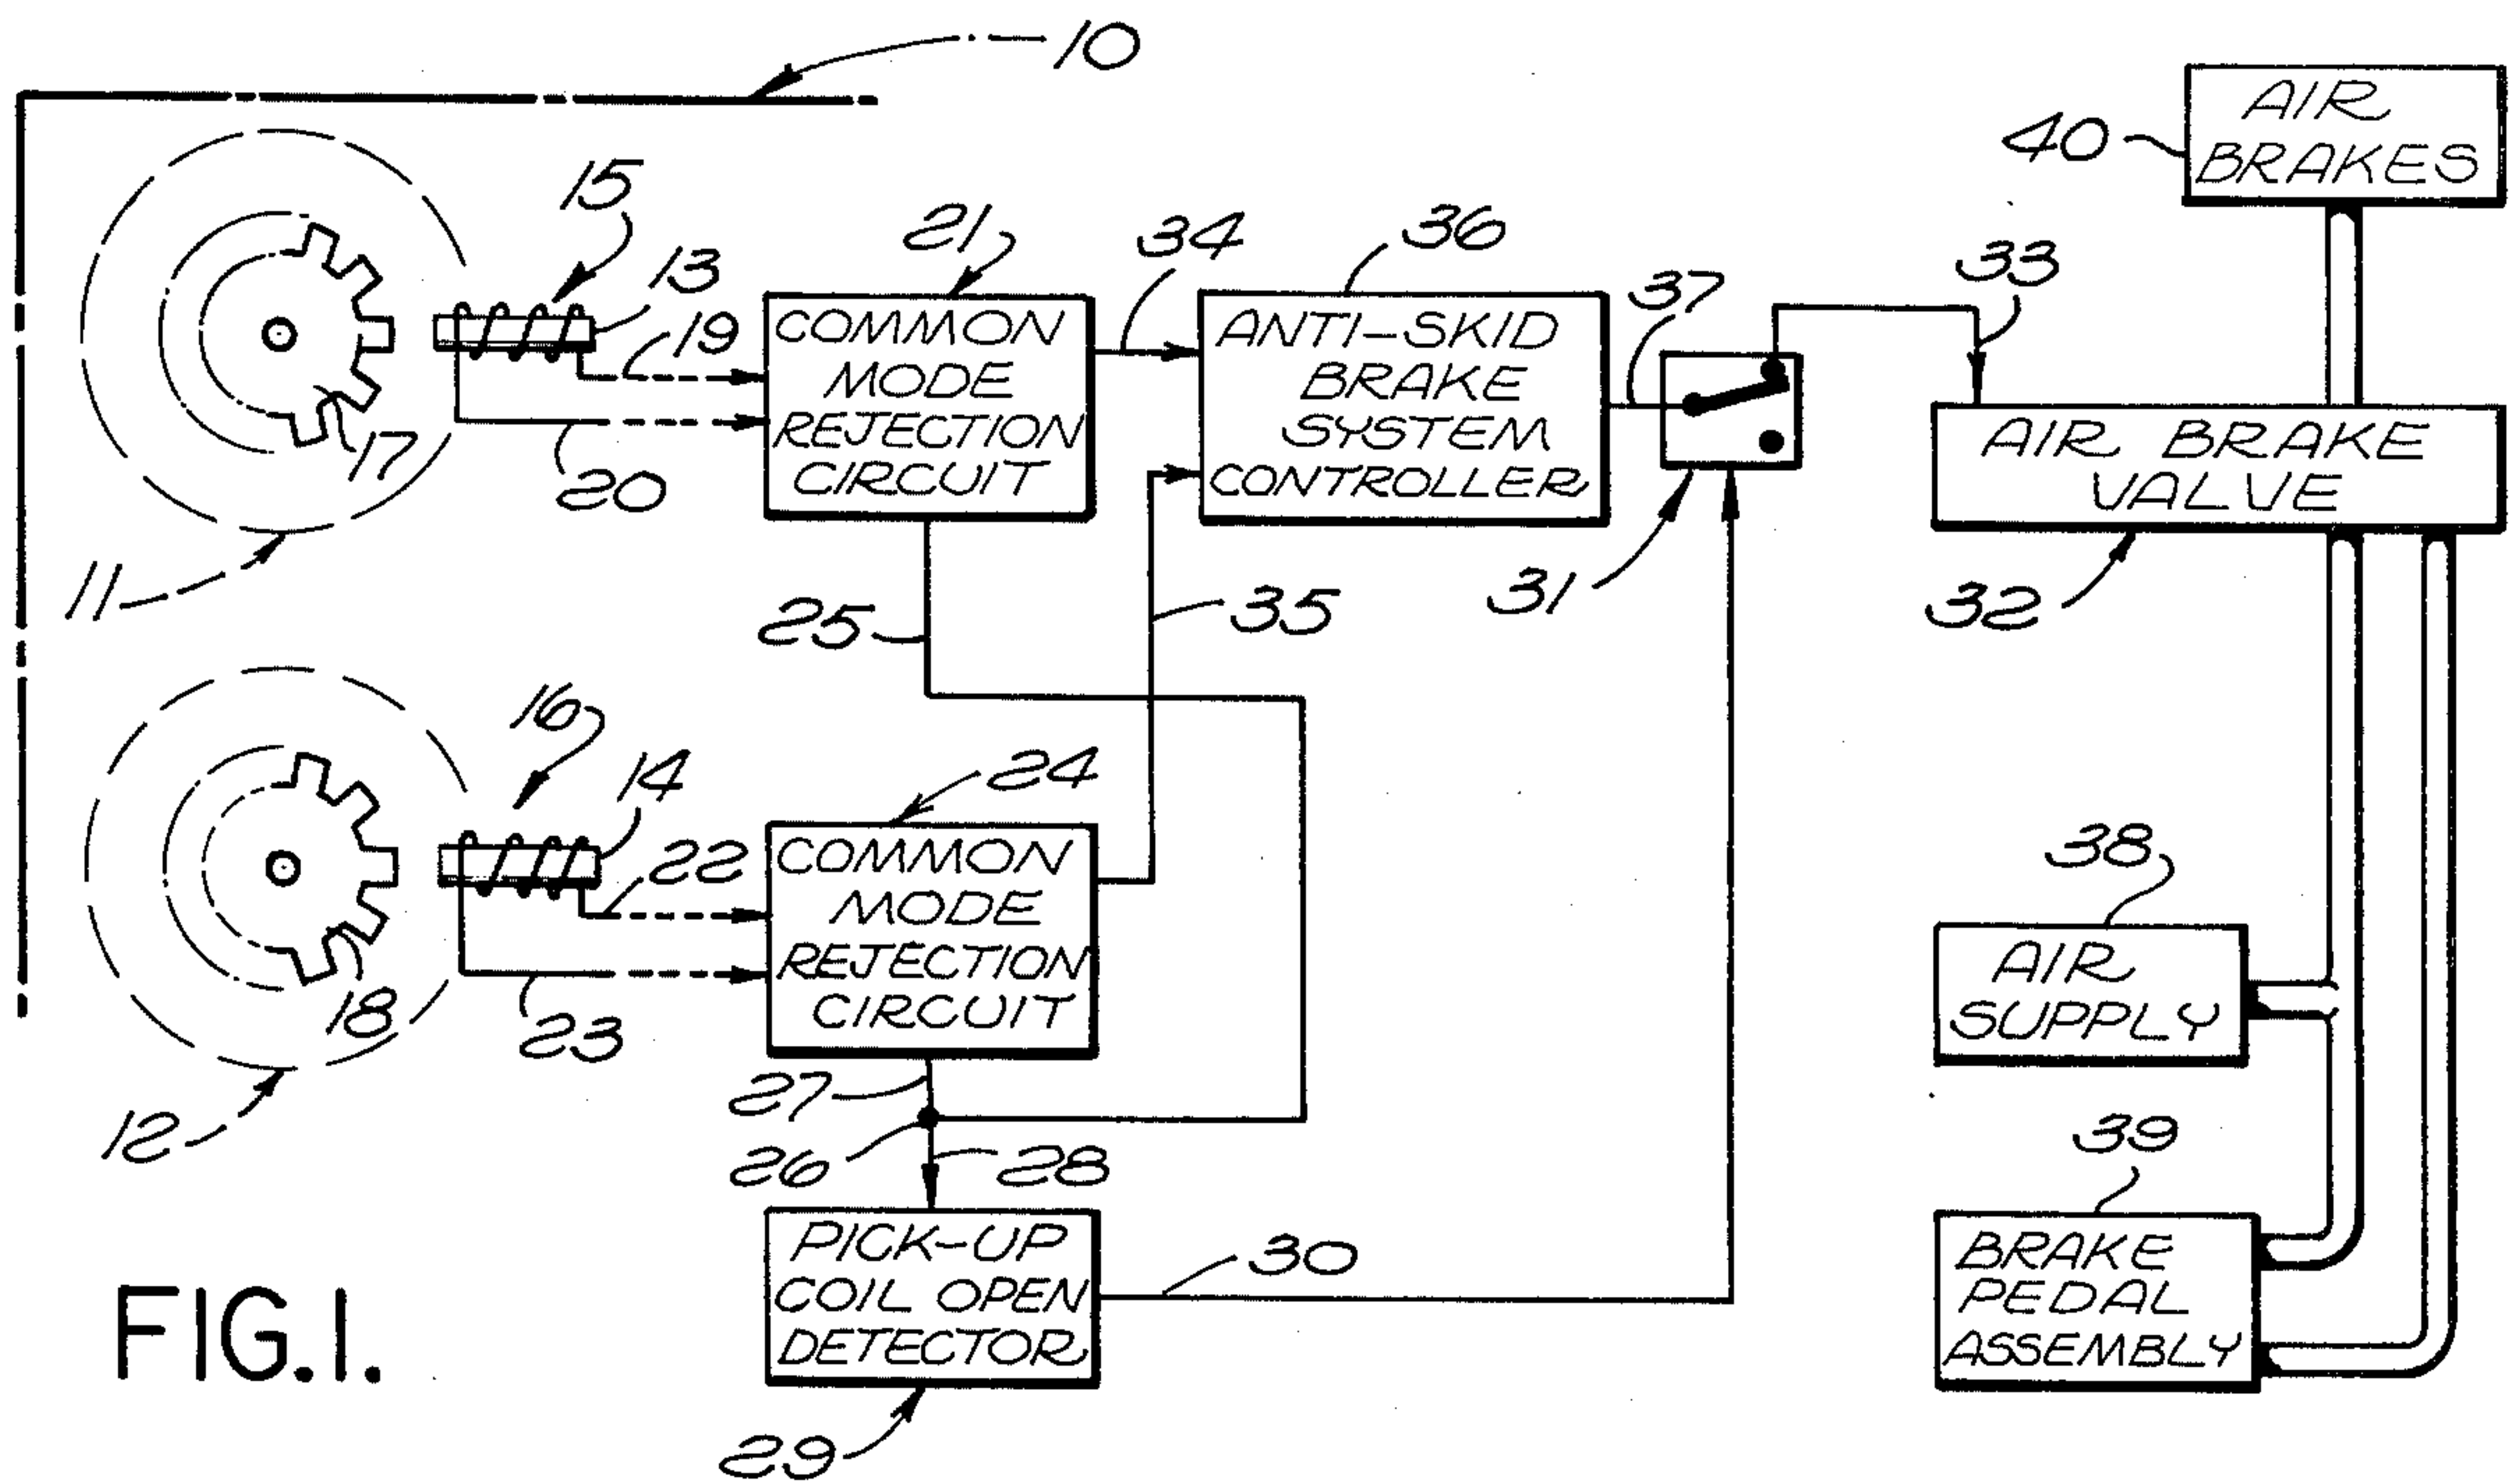 10
AIR
BRAKES
40
15
13
19
20
17
11
21
COMMON
MODE
REJECTION
CIRCUIT
34
36
ANTI-SKID
BRAKE
SYSTEM
CONTROLLER
37
33
31
AIR BRAKE
VALVE
32
25
35
16
14
22
23
18
12
24
COMMON
MODE
REJECTION
CIRCUIT
27
26
28
PICK-UP
COIL OPEN
DETECTOR
29
30
38
AIR
SUPPLY
39
BRAKE
PEDAL
ASSEMBLY
FIG.1.